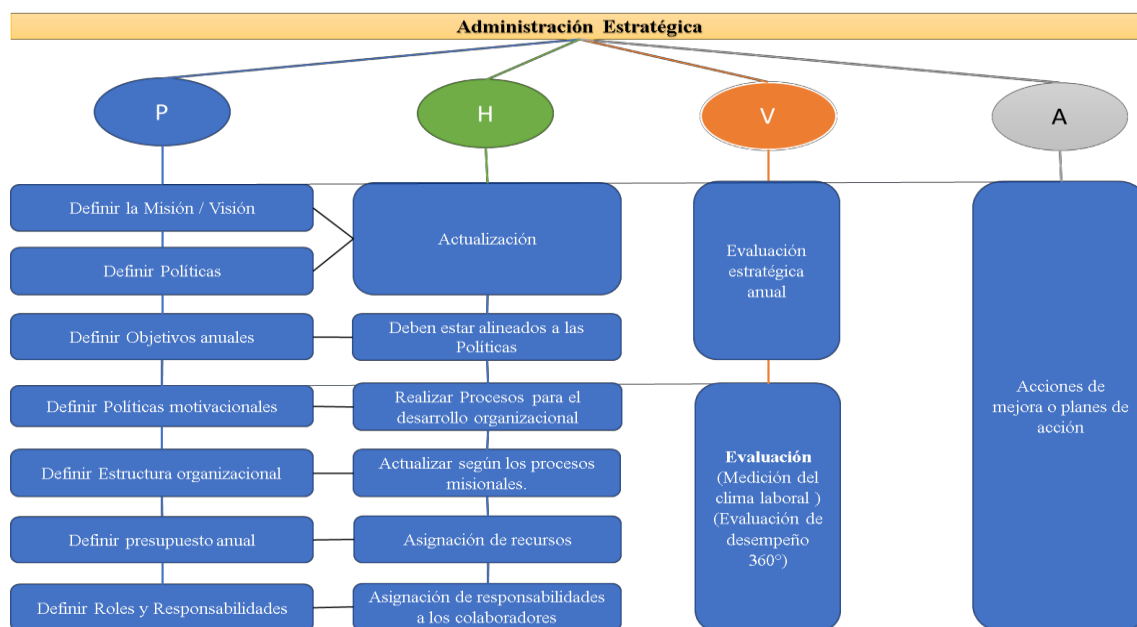 Administración Estratégica
P
H
V
A
Definir la Misión / Visión
Definir Políticas
Definir Objetivos anuales
Definir Políticas motivacionales
Definir Estructura organizacional
Definir presupuesto anual
Definir Roles y Responsabilidades
Actualización
Deben estar alineados a las
Políticas
Realizar Procesos para el
desarrollo organizacional
Actualizar según los procesos
misionales.
Asignación de recursos
Asignación de responsabilidades
a los colaboradores
Evaluación
estratégica
anual
Evaluación
(Medición del
clima laboral )
(Evaluación de
desempeño
360°)
Acciones de
mejora o planes de
acción